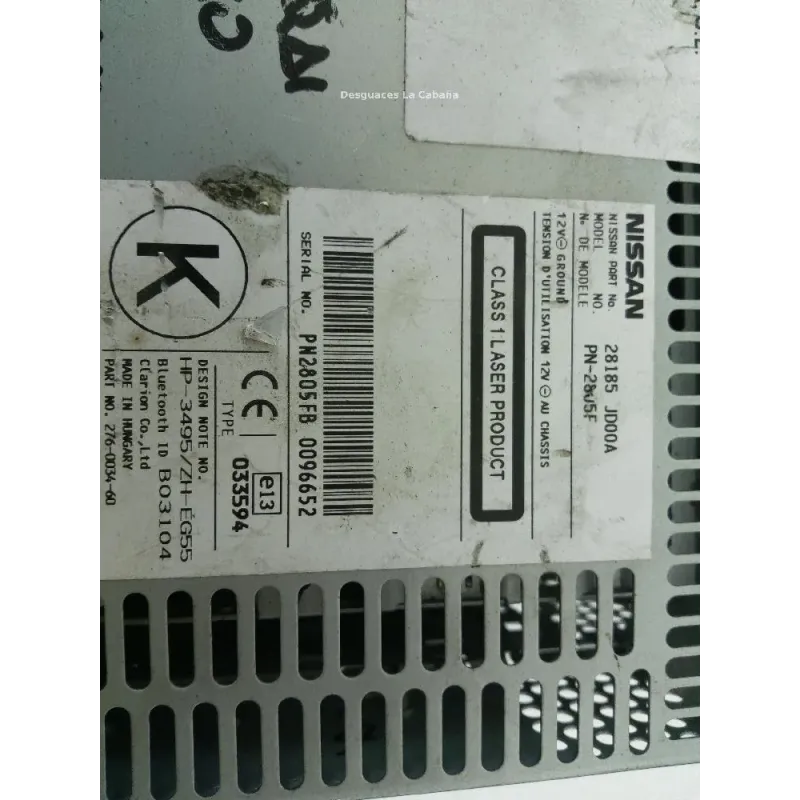 Desguaces La Cabaña
NISSAN
NISSAN PART No. 28185 JD00A
MODEL NO. PN-2805F
N. DE MODELE
12V⊖ GROUND
TENSION D'UTILISATION 12V ⊖ AU CHASSIS
CLASS 1 LASER PRODUCT
SERIAL NO. PN2805FB 0096652
CE e13
TYPE 033594
K
DESIGN NOTE NO.
HP-3495/ZH-EG55
Bluetooth ID B03104
Clarion Co.,Ltd
MADE IN HUNGARY
PART NO. 276-0034-60